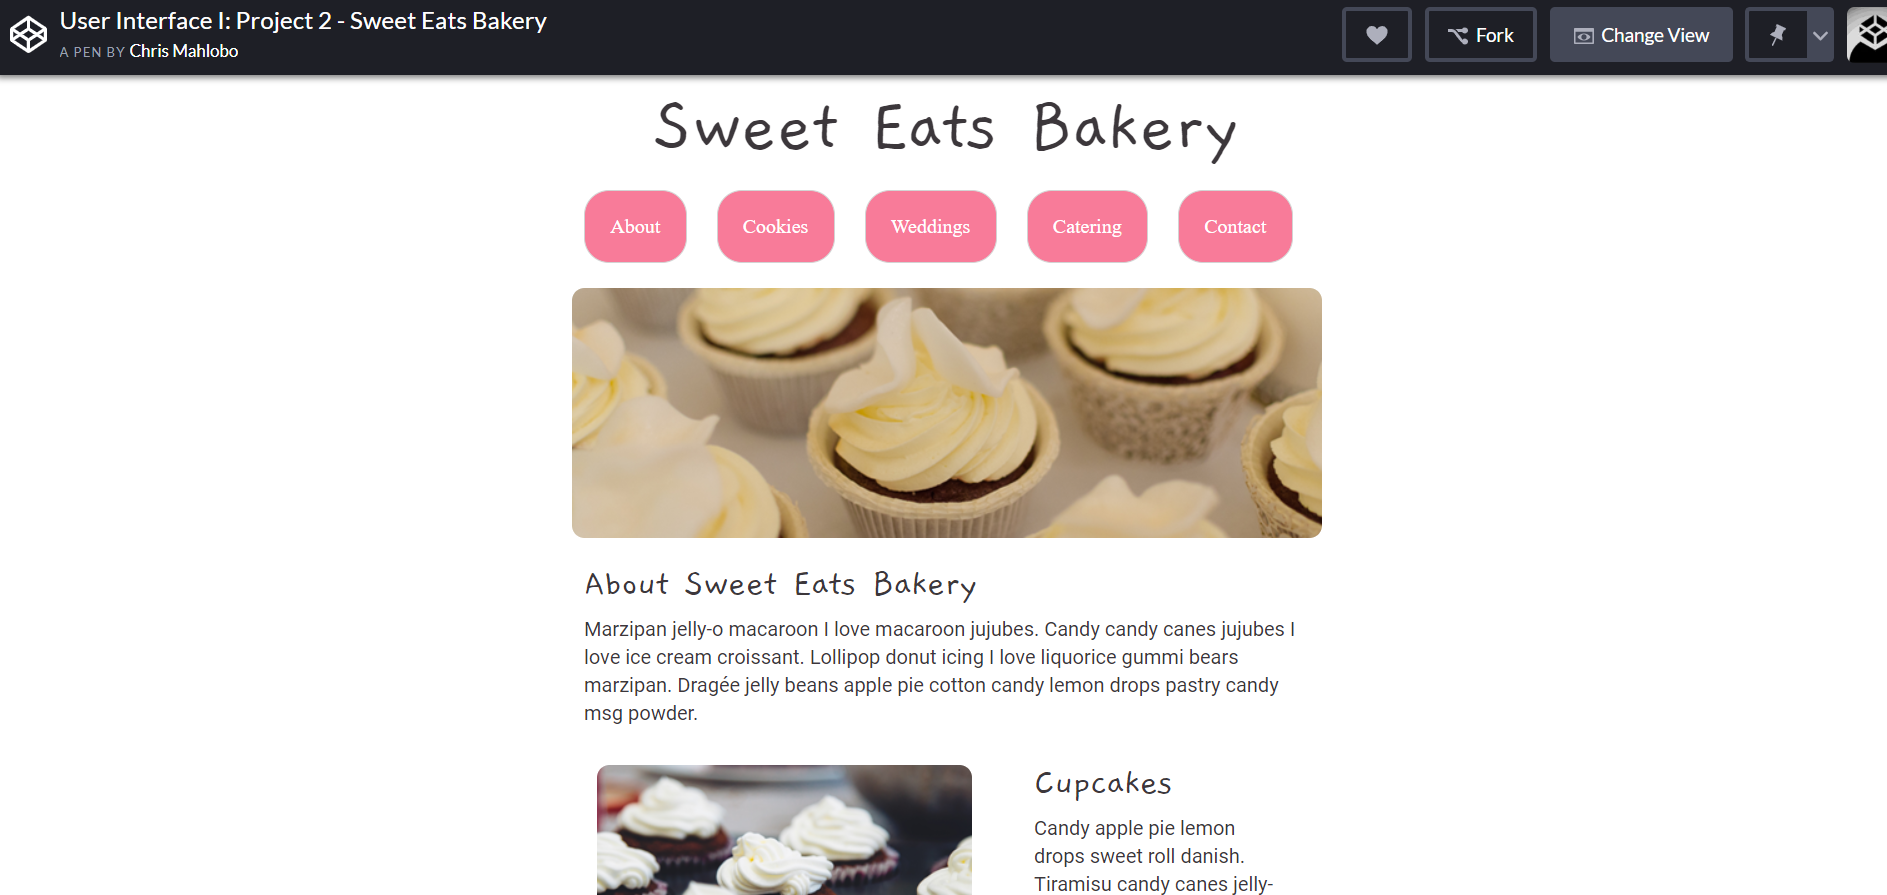 User Interface I: Project 2 - Sweet Eats Bakery
A PEN BY Chris Mahlobo
Fork
Change View
Sweet Eats Bakery
About
Cookies
Weddings
Catering
Contact
About Sweet Eats Bakery
Marzipan jelly-o macaroon I love macaroon jujubes. Candy candy canes jujubes I
love ice cream croissant. Lollipop donut icing I love liquorice gummi bears
marzipan. Dragée jelly beans apple pie cotton candy lemon drops pastry candy
msg powder.
Cupcakes
Candy apple pie lemon
drops sweet roll danish.
Tiramisu candy canes jelly-